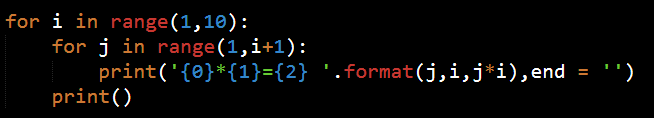 for i in range(1,10):
    for j in range(1,i+1):
        print('{0}*{1}={2} '.format(j,i,j*i),end = '')
    print()